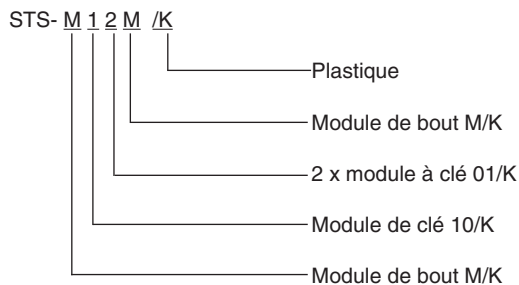 STS- M 1 2 M /K
Plastique
Module de bout M/K
2 x module à clé 01/K
Module de clé 10/K
Module de bout M/K